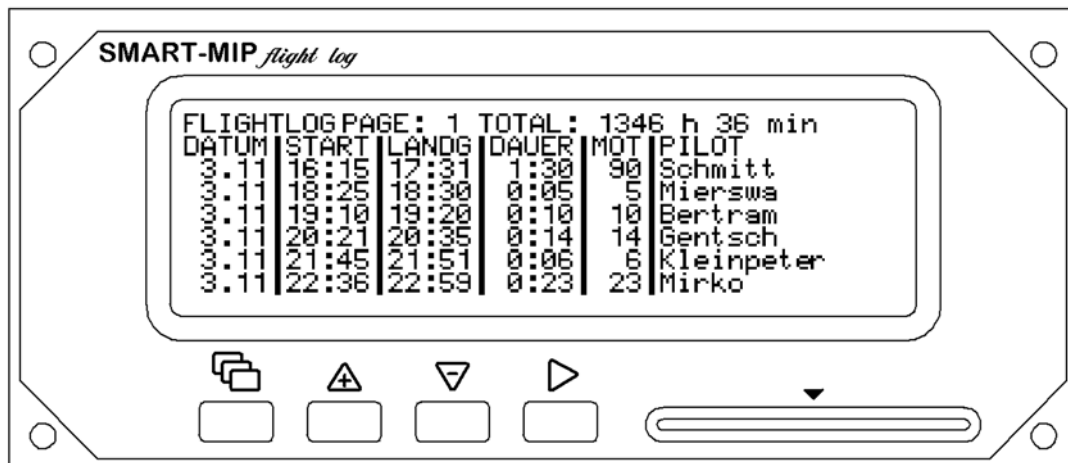 SMART-MIP flight log
FLIGHTLOG PAGE: 1 TOTAL: 1346 h 36 min
DATUM START LANDG DAUER MOT PILOT
3.11 16:15 17:31 1:30 90 Schmitt
3.11 18:25 18:30 0:05 5 Mierswa
3.11 19:10 19:20 0:10 10 Bertram
3.11 20:21 20:35 0:14 14 Gentsch
3.11 21:45 21:51 0:06 6 Kleinpeter
3.11 22:36 22:59 0:23 23 Mirko